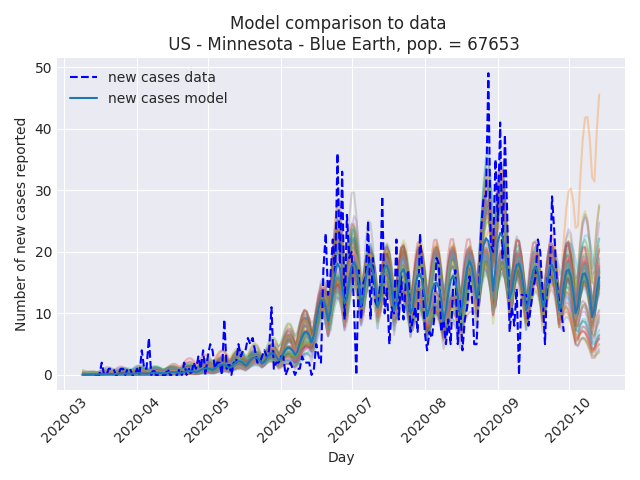 Model comparison to data
US - Minnesota - Blue Earth, pop. = 67653
new cases data
new cases model
Number of new cases reported
50
40
30
20
10
0
2020-03
2020-04
2020-05
2020-06
2020-07
2020-08
2020-09
2020-10
Day